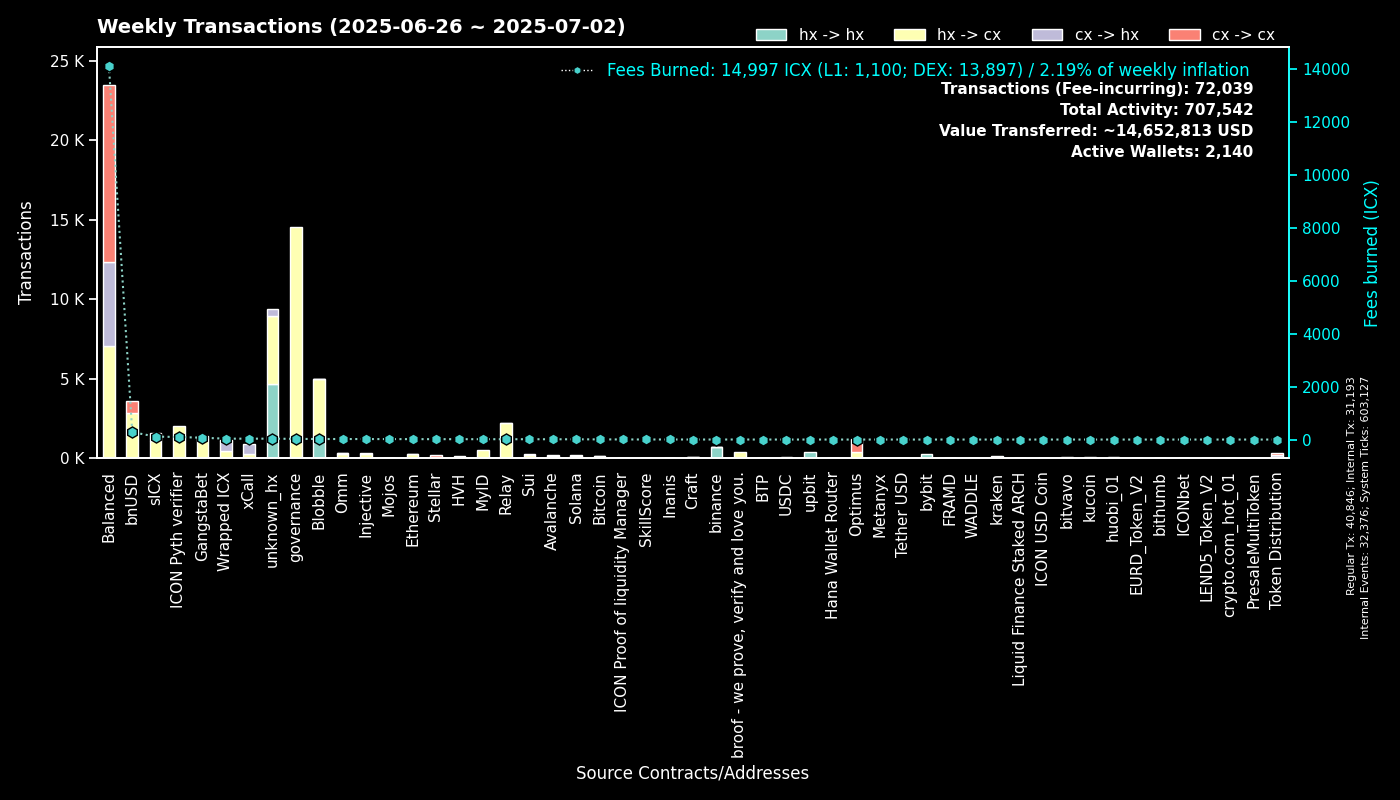 Weekly Transactions (2025-06-26 ~ 2025-07-02)
hx -> hx
hx -> cx
cx -> hx
cx -> cx
Fees Burned: 14,997 ICX (L1: 1,100; DEX: 13,897) / 2.19% of weekly inflation
Transactions (Fee-incurring): 72,039
Total Activity: 707,542
Value Transferred: ~14,652,813 USD
Active Wallets: 2,140
Transactions
25 K
20 K
15 K
10 K
5 K
0 K
14000
12000
10000
8000
6000
4000
2000
0
Fees burned (ICX)
Regular Tx: 40,846; Internal Tx: 31,193
Internal Events: 32,376; System Ticks: 603,127
Balanced
bnUSD
sICX
ICON Pyth verifier
GangstaBet
Wrapped ICX
xCall
unknown_hx
governance
Blobble
Omm
Injective
Mojos
Ethereum
Stellar
HVH
MyID
Relay
Sui
Avalanche
Solana
Bitcoin
ICON Proof of liquidity Manager
SkillScore
Inanis
Craft
binance
broof - we prove, verify and love you.
BTP
USDC
upbit
Hana Wallet Router
Optimus
Metanyx
Tether USD
bybit
FRAMD
WADDLE
kraken
Liquid Finance Staked ARCH
ICON USD Coin
bitvavo
kucoin
huobi_01
EURD_Token_V2
bithumb
ICONbet
LEND5_Token_V2
crypto.com_hot_01
PresaleMultiToken
Token Distribution
Source Contracts/Addresses